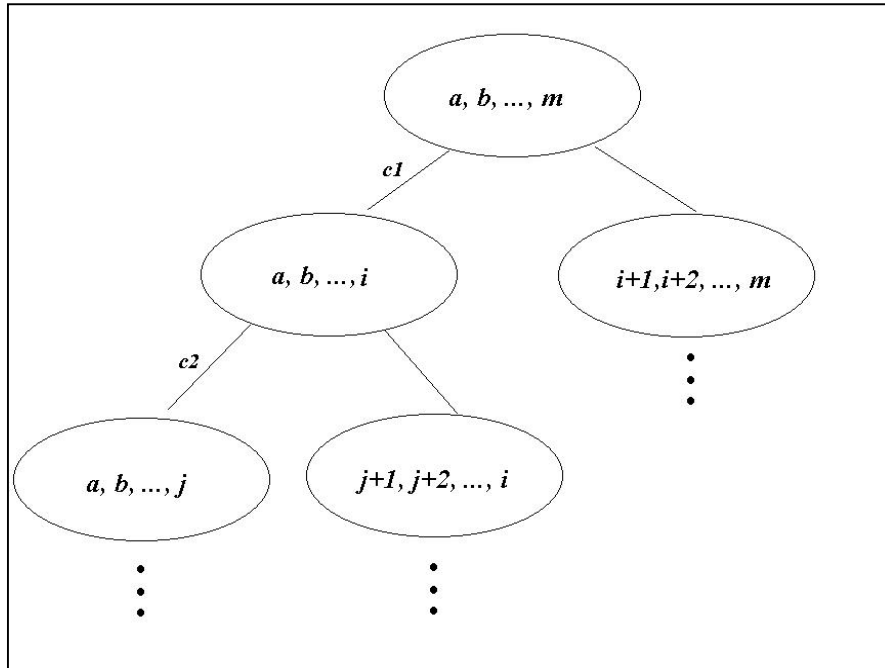 a, b, ..., m
c1
a, b, ..., i
i+1,i+2, ..., m
c2
a, b, ..., j
j+1, j+2, ..., i